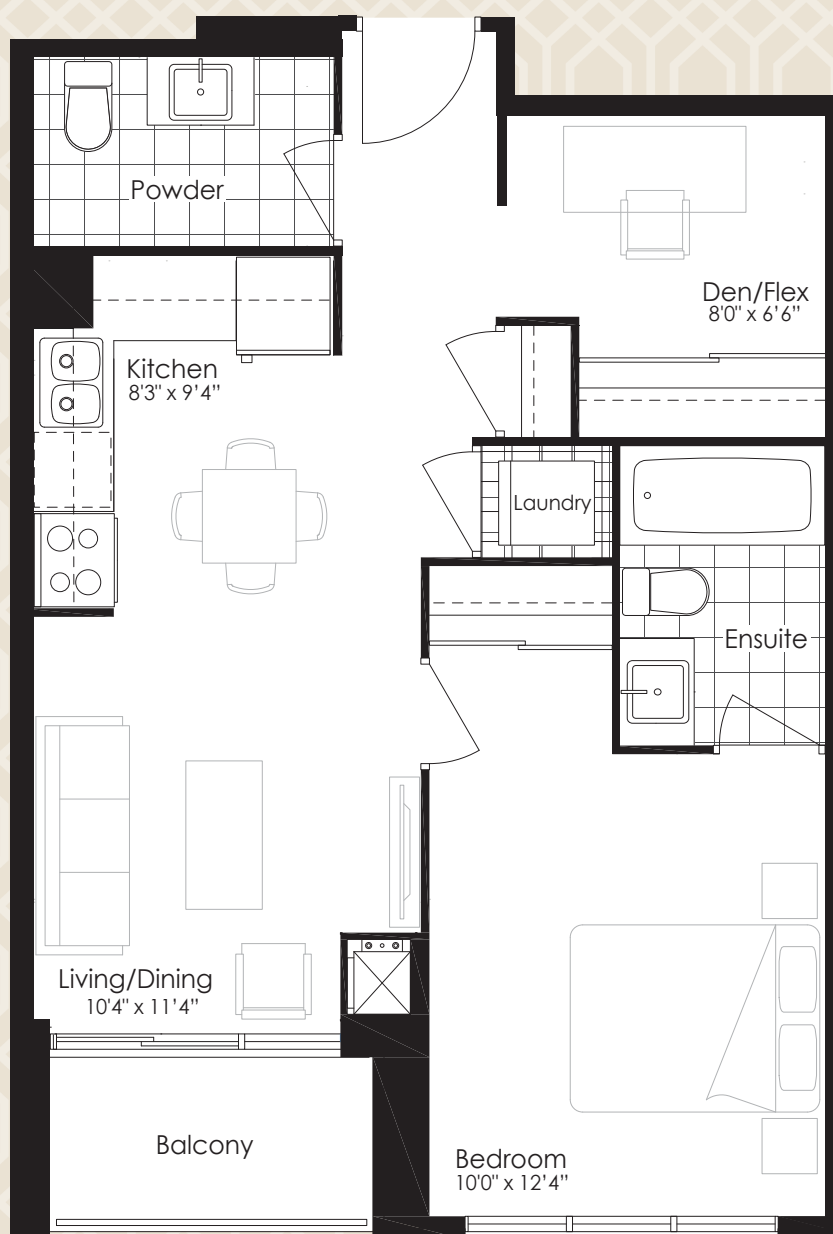 Powder
Den/Flex
8'0" x 6’6”
Kitchen
8'3" x 9’4”
Laundry
Ensuite
Living/Dining
10'4" x 11’4”
Balcony
Bedroom
10'0" x 12’4”